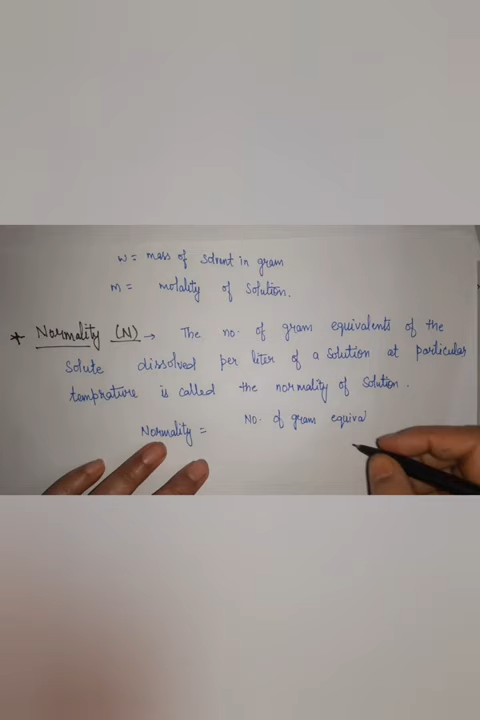 W = mass of solvent in gram
m = molality of Solution.
* Normality (N) → The no. of gram equivalents of the
Solute dissolved per liter of a solution at particular
temprature is called the normality of solution.
Normality = No. of gram equiva